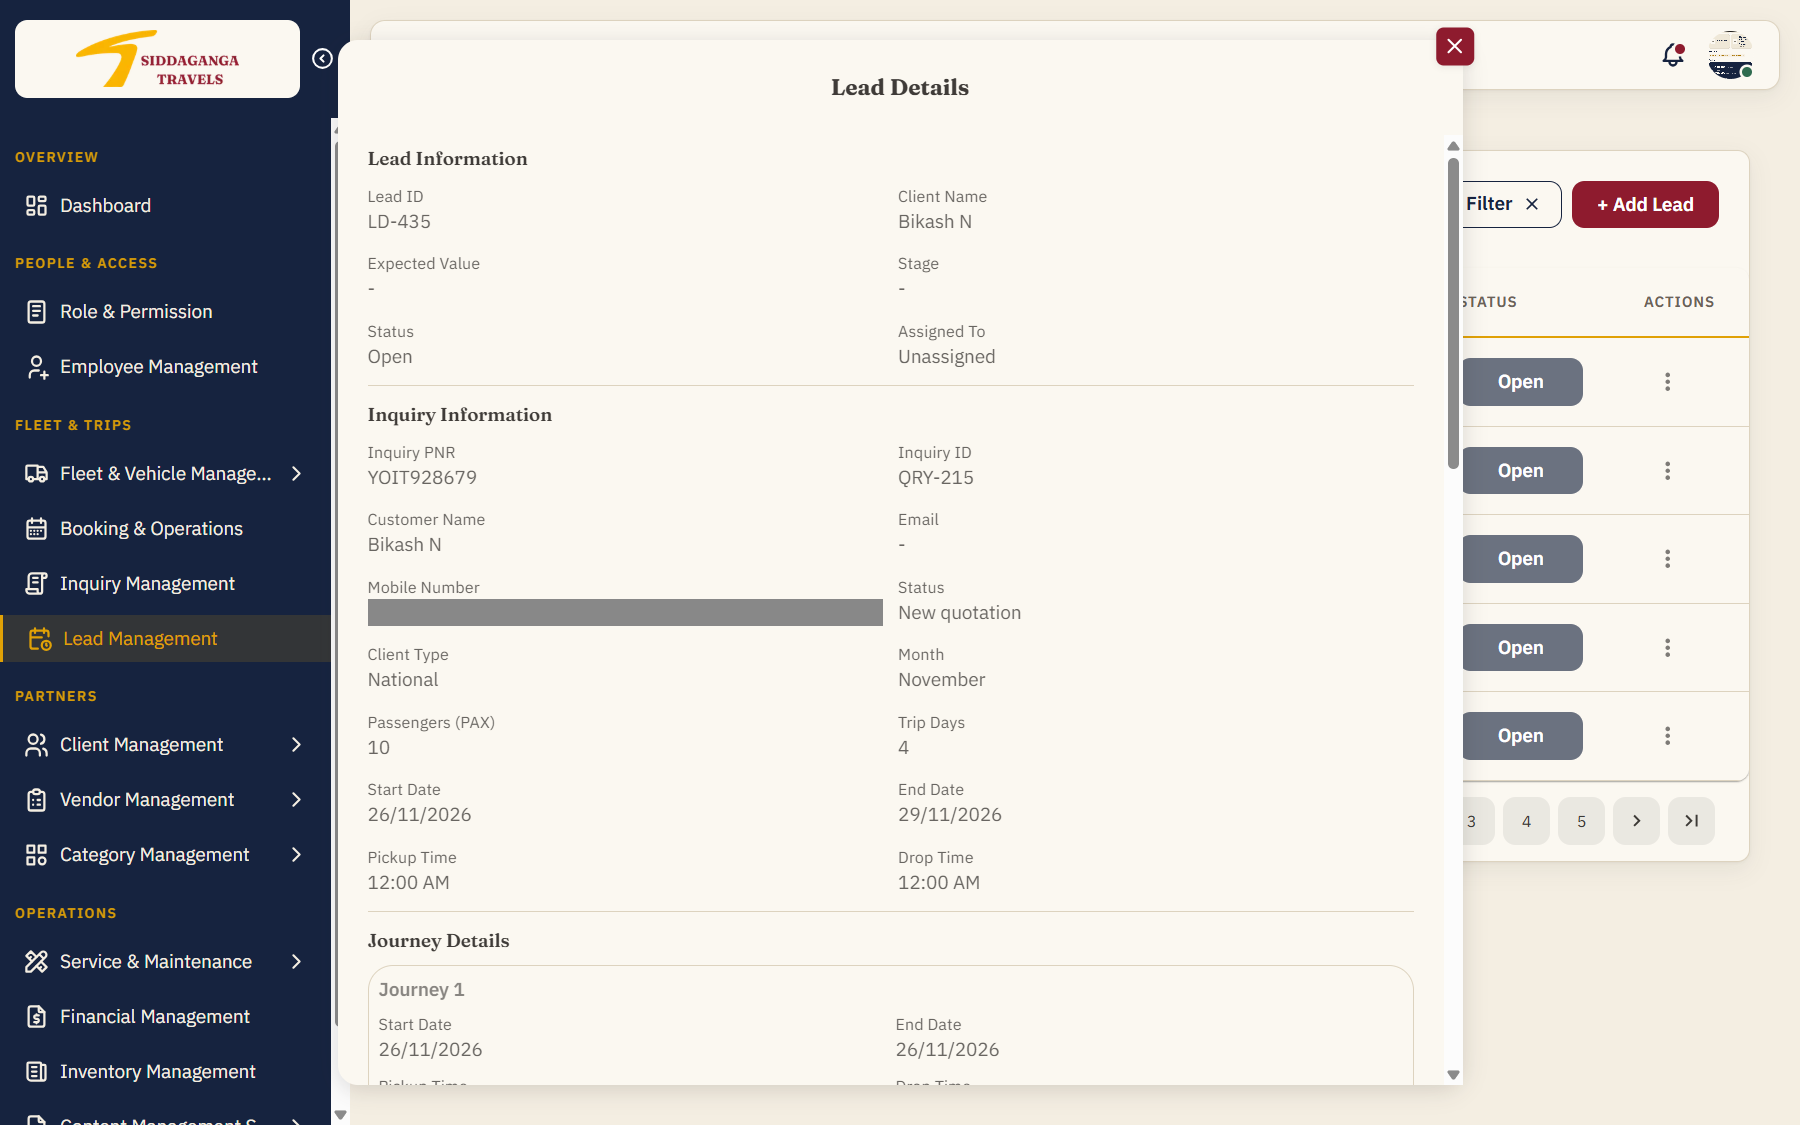 SIDDAGANGA
TRAVELS
OVERVIEW
Dashboard
PEOPLE & ACCESS
Role & Permission
Employee Management
FLEET & TRIPS
Fleet & Vehicle Manage...
Booking & Operations
Inquiry Management
Lead Management
PARTNERS
Client Management
Vendor Management
Category Management
OPERATIONS
Service & Maintenance
Financial Management
Inventory Management
Content Management S
Lead Details
Lead Information
Lead ID
LD-435
Client Name
Bikash N
Expected Value
-
Stage
-
Status
Open
Assigned To
Unassigned
Inquiry Information
Inquiry PNR
YOIT928679
Inquiry ID
QRY-215
Customer Name
Bikash N
Email
-
Mobile Number
Status
New quotation
Client Type
National
Month
November
Passengers (PAX)
10
Trip Days
4
Start Date
26/11/2026
End Date
29/11/2026
Pickup Time
12:00 AM
Drop Time
12:00 AM
Journey Details
Journey 1
Start Date
26/11/2026
End Date
26/11/2026
Pickup Time
Drop Time
Filter
+ Add Lead
STATUS
ACTIONS
Open
Open
Open
Open
Open
3
4
5